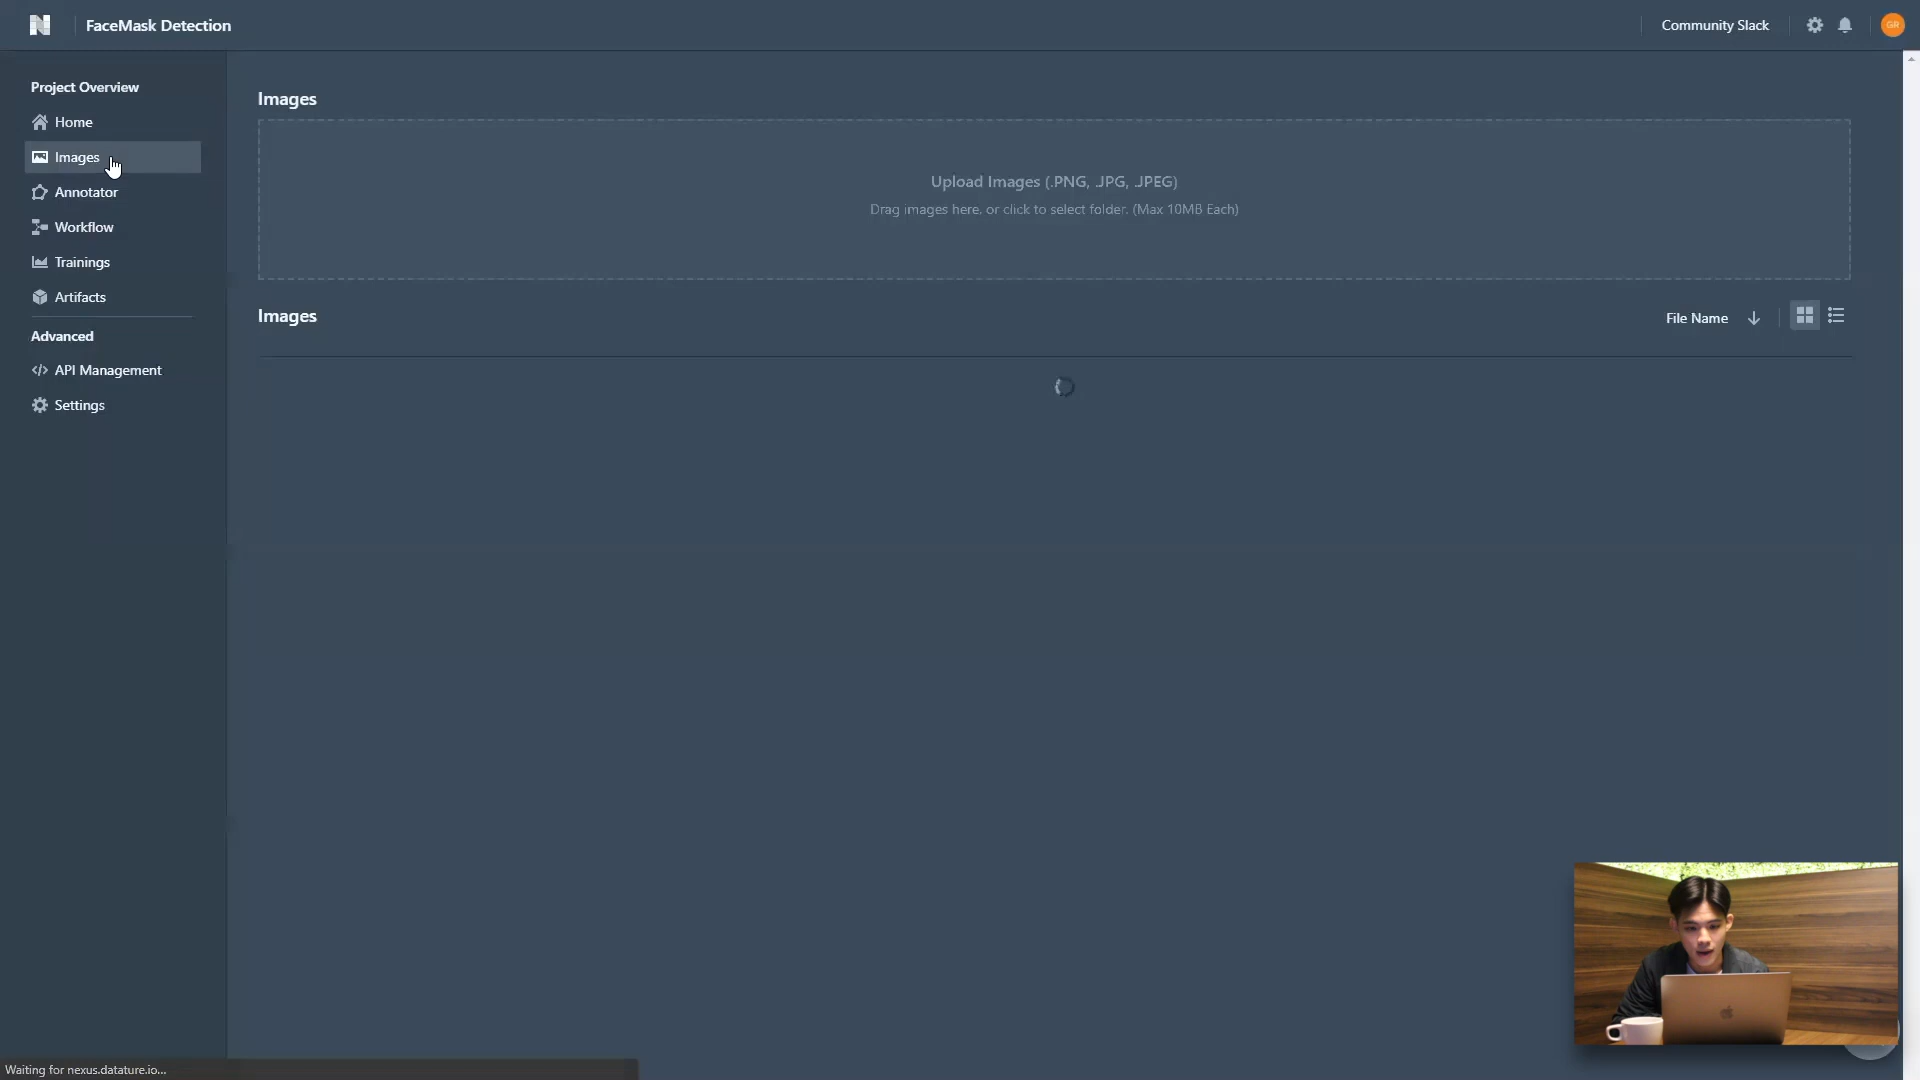 FaceMask Detection
Community Slack
GR
Project Overview
Home
Images
Annotator
Workflow
Trainings
Artifacts
Advanced
API Management
Settings
Images
Upload Images (.PNG, .JPG, .JPEG)
Drag images here, or click to select folder. (Max 10MB Each)
Images
File Name
Waiting for nexus.datature.io...